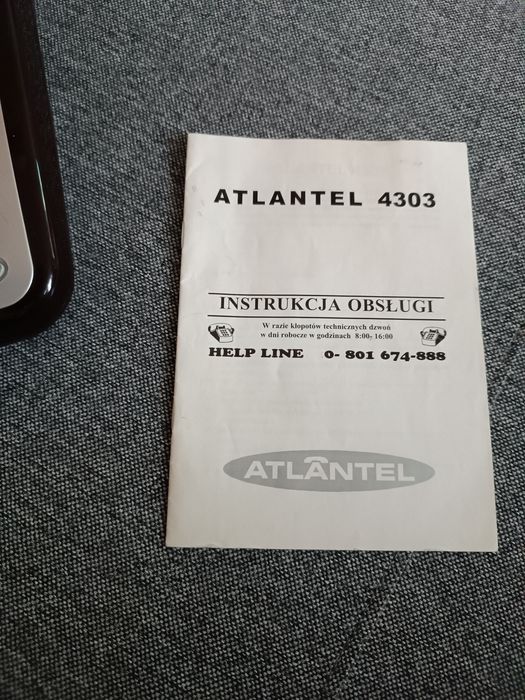 ATLANTEL 4303
INSTRUKCJA OBSŁUGI
W razie kłopotów technicznych dzwoń
w dni robocze w godzinach 8:00- 16:00
HELP LINE 0- 801 674-888
ATLANTEL